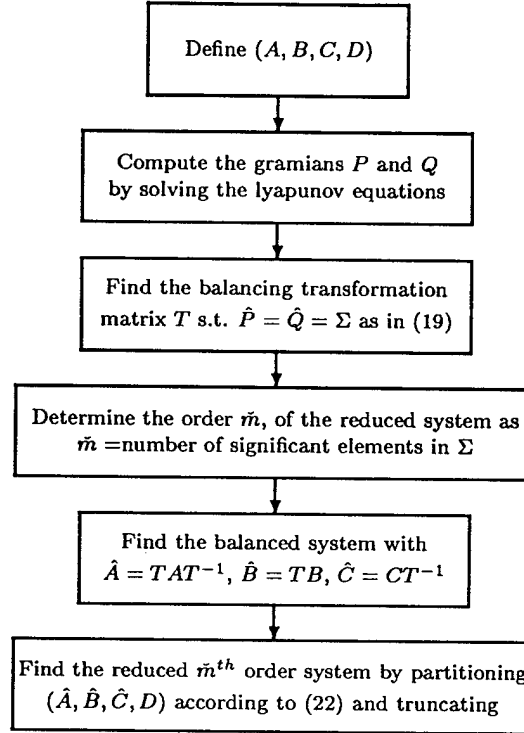 Define (A, B, C, D)
Compute the gramians P and Q
by solving the lyapunov equations
Find the balancing transformation
matrix T s.t. P̂ = Q̂ = Σ as in (19)
Determine the order m̌, of the reduced system as
m̌ =number of significant elements in Σ
Find the balanced system with
Â = TAT⁻¹, B̂ = TB, Ĉ = CT⁻¹
Find the reduced m̌ᵗʰ order system by partitioning
(Â, B̂, Ĉ, D) according to (22) and truncating